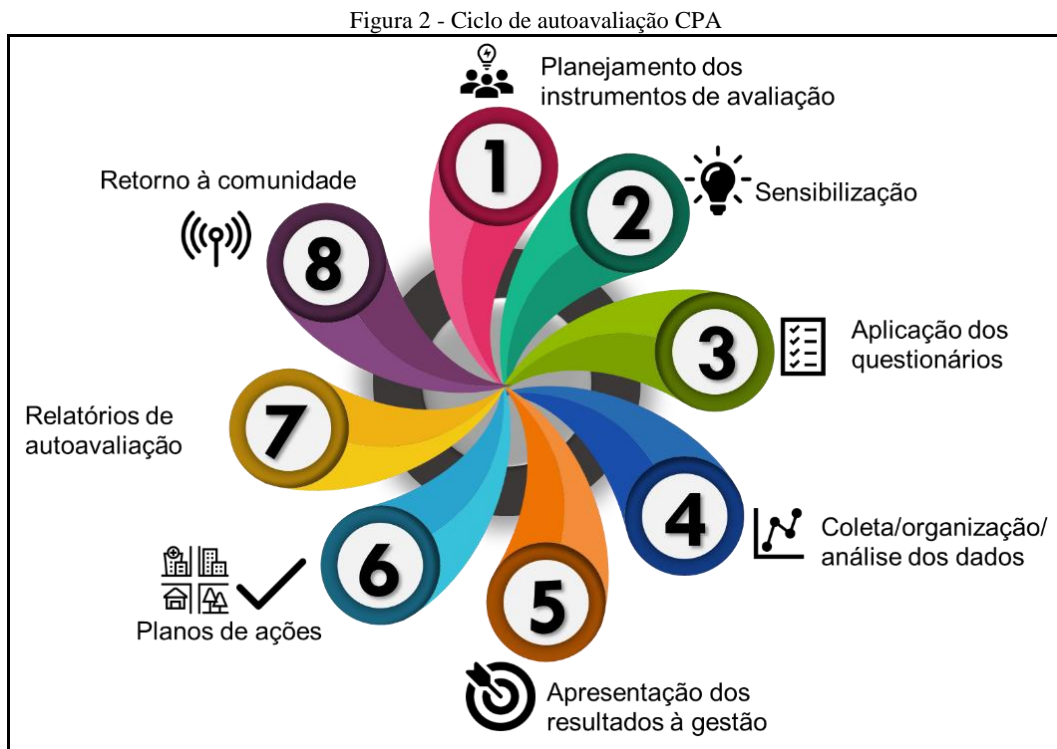 Figura 2 - Ciclo de autoavaliação CPA
1
Planejamento dos
instrumentos de avaliação
2
Sensibilização
3
Aplicação dos
questionários
4
Coleta/organização/
análise dos dados
5
Apresentação dos
resultados à gestão
6
Planos de ações
7
Relatórios de
autoavaliação
8
Retorno à comunidade